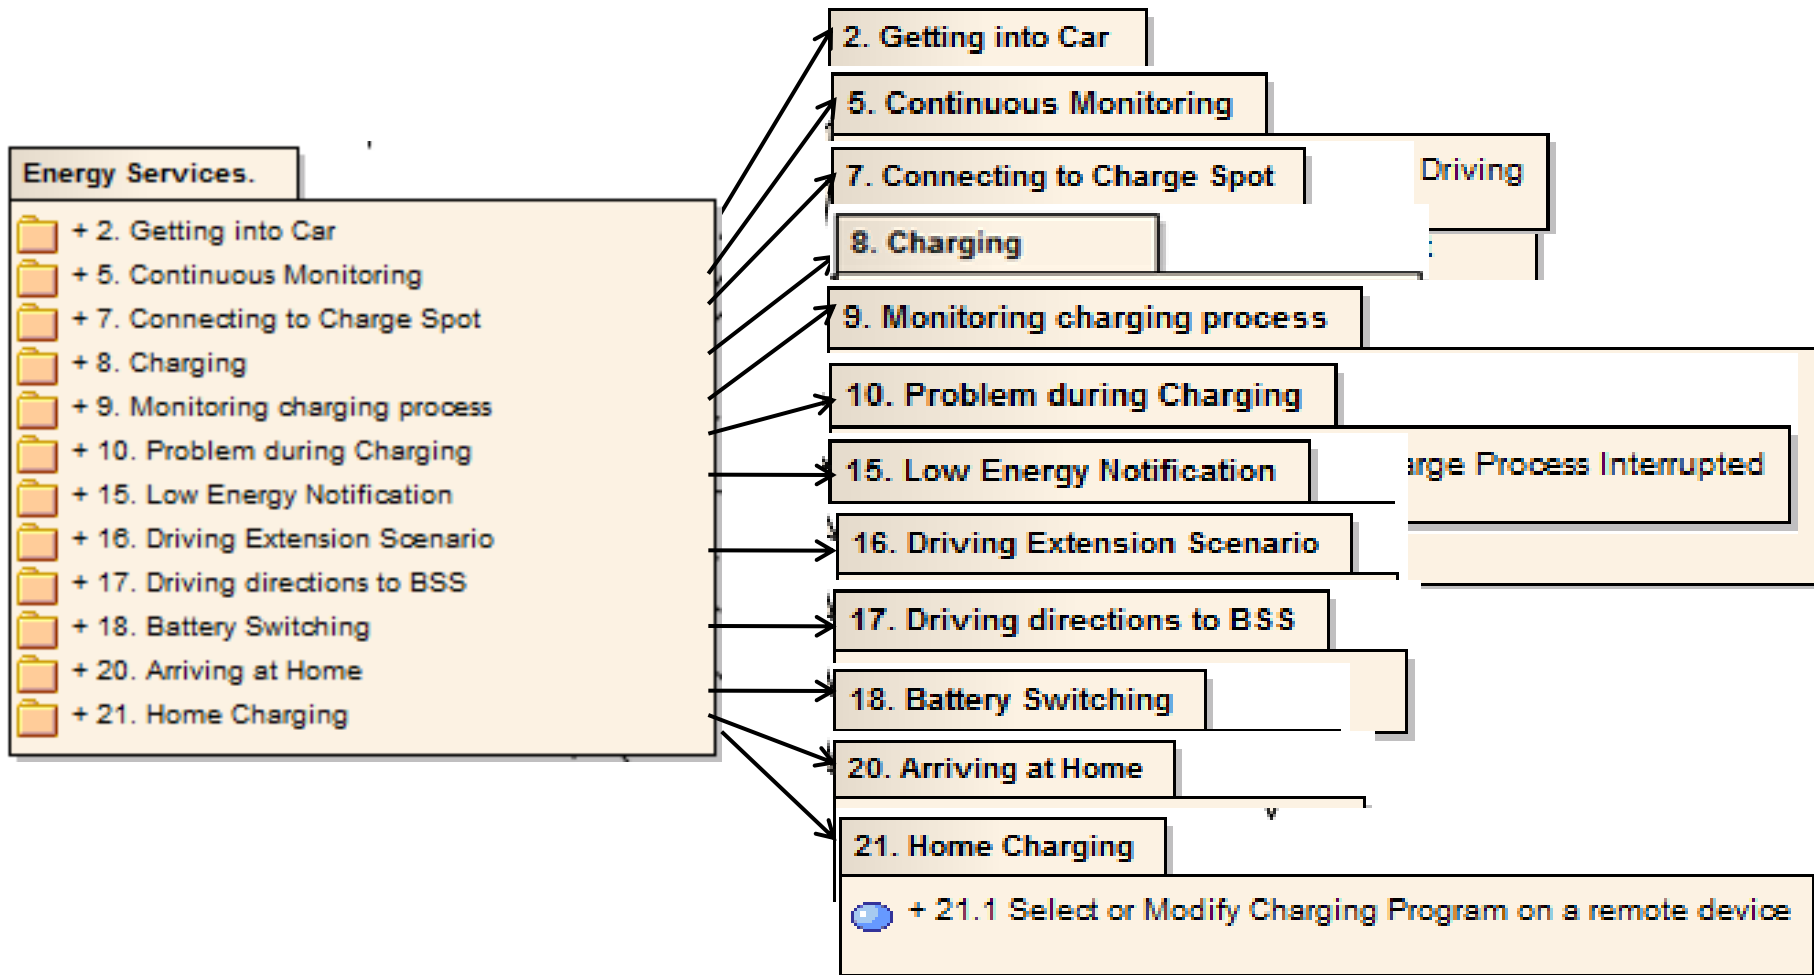 Energy Services.
+ 2. Getting into Car
+ 5. Continuous Monitoring
+ 7. Connecting to Charge Spot
+ 8. Charging
+ 9. Monitoring charging process
+ 10. Problem during Charging
+ 15. Low Energy Notification
+ 16. Driving Extension Scenario
+ 17. Driving directions to BSS
+ 18. Battery Switching
+ 20. Arriving at Home
+ 21. Home Charging
2. Getting into Car
5. Continuous Monitoring
Driving
7. Connecting to Charge Spot
8. Charging
9. Monitoring charging process
10. Problem during Charging
Process Interrupted
15. Low Energy Notification
16. Driving Extension Scenario
17. Driving directions to BSS
18. Battery Switching
20. Arriving at Home
21. Home Charging
+ 21.1 Select or Modify Charging Program on a remote device